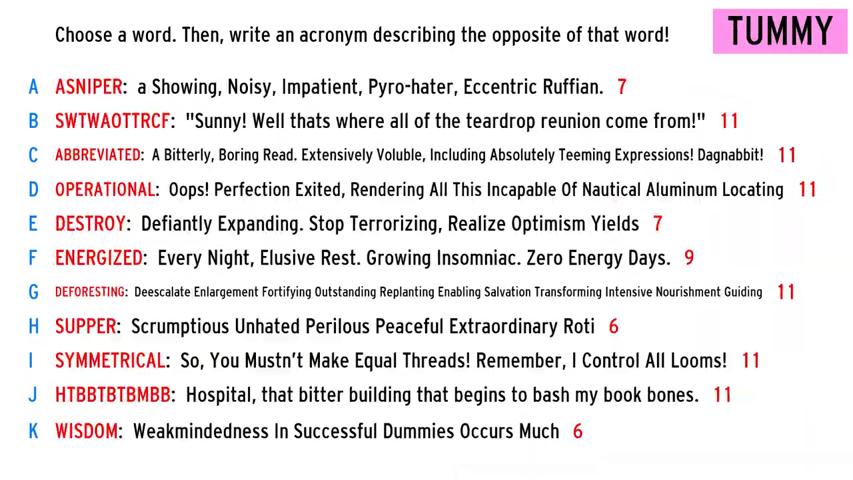 Choose a word. Then, write an acronym describing the opposite of that word!
TUMMY
A ASNIPER: a Showing, Noisy, Impatient, Pyro-hater, Eccentric Ruffian. 7
B SWTWAOTTRCF: "Sunny! Well thats where all of the teardrop reunion come from!" 11
C ABBREVIATED: A Bitterly, Boring Read. Extensively Voluble, Including Absolutely Teeming Expressions! Dagnabbit! 11
D OPERATIONAL: Oops! Perfection Exited, Rendering All This Incapable Of Nautical Aluminum Locating 11
E DESTROY: Defiantly Expanding. Stop Terrorizing, Realize Optimism Yields 7
F ENERGIZED: Every Night, Elusive Rest. Growing Insomniac. Zero Energy Days. 9
G DEFORESTING: Deescalate Enlargement Fortifying Outstanding Replanting Enabling Salvation Transforming Intensive Nourishment Guiding 11
H SUPPER: Scrumptious Unhated Perilous Peaceful Extraordinary Roti 6
I SYMMETRICAL: So, You Mustn't Make Equal Threads! Remember, I Control All Looms! 11
J HTBBTBTBMBB: Hospital, that bitter building that begins to bash my book bones. 11
K WISDOM: Weakmindedness In Successful Dummies Occurs Much 6